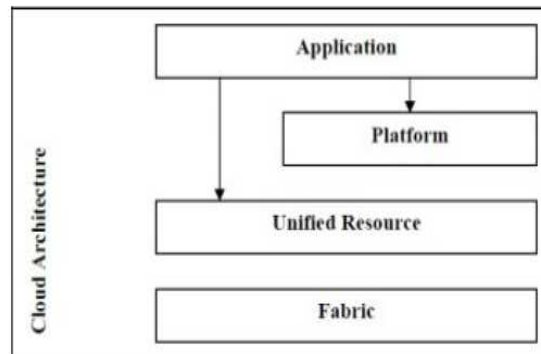 Application
Platform
Unified Resource
Fabric
Cloud Architecture